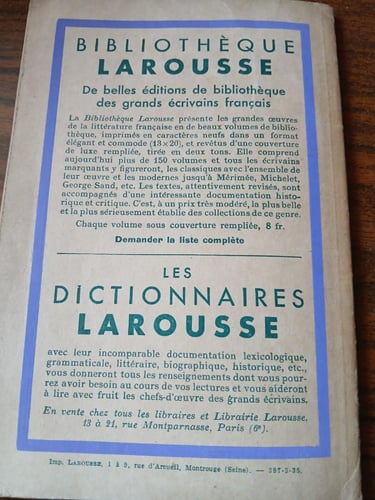 BIBLIOTHÈQUE
LAROUSSE
De belles éditions de bibliothèque
des grands écrivains français
La Bibliothèque Larousse présente les grandes œuvres
de la littérature française en de beaux volumes de biblio-
thèque, imprimés en caractères neufs dans un format
élégant et commode (13×20), et revêtus d'une couverture
de luxe rempliée, tirée en deux tons. Elle comprend
aujourd'hui plus de 150 volumes et tous les écrivains
marquants y figureront, les classiques avec l'ensemble de
leur œuvre et les modernes jusqu'à Mérimée, Michelet,
George Sand, etc. Les textes, attentivement revisés, sont
accompagnés d'une intéressante documentation histo-
rique et critique. C'est, à un prix très modéré, la plus belle
et la plus sérieusement établie des collections de ce genre.
Chaque volume sous couverture rempliée, 8 fr.
Demander la liste complète
LES
DICTIONNAIRES
LAROUSSE
avec leur incomparable documentation lexicologique,
grammaticale, littéraire, biographique, historique, etc.,
vous donneront tous les renseignements dont vous pour-
rez avoir besoin au cours de vos lectures et vous aideront
à lire avec fruit les chefs-d'œuvre des grands écrivains.
En vente chez tous les libraires et Librairie Larousse.
13 à 21, rue Montparnasse, Paris (6e).
Imp. LAROUSSE, 1 à 9, rue d'Arcueil, Montrouge (Seine). — 397-3-35.